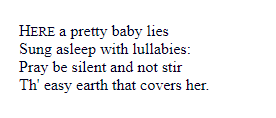 HERE a pretty baby lies
Sung asleep with lullabies:
Pray be silent and not stir
Th' easy earth that covers her.